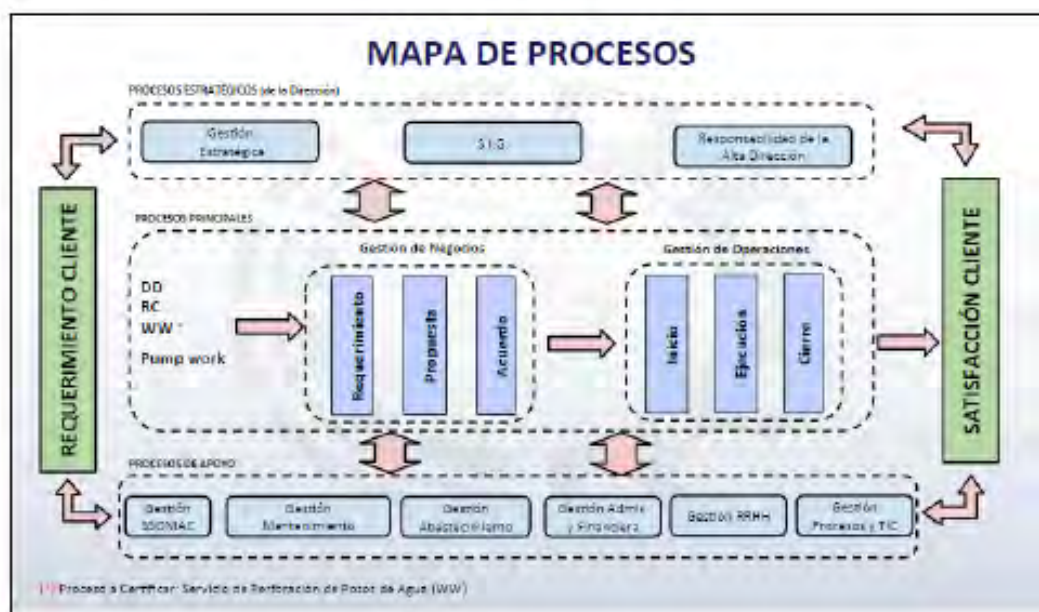 MAPA DE PROCESOS
PROCESOS ESTRATÉGICOS (de la Dirección)
Gestión
Estratégica
S.I.G
Responsabilidad de la
Alta Dirección
REQUERIMIENTO CLIENTE
SATISFACCIÓN CLIENTE
PROCESOS PRINCIPALES
Gestión de Negocios
Gestión de Operaciones
DD
RC
WW *
Pump work
Requerimiento
Propuesta
Acuerdo
Inicio
Ejecución
Cierre
PROCESOS DE APOYO
Gestión
SSOMAC
Gestión
Mantenimiento
Gestión
Abastecimiento
Gestión Admin
y Financiera
Gestión RRHH
Gestión
Procesos y TIC
(*) Proceso a Certificar: Servicio de Perforación de Pozos de Agua (WW)